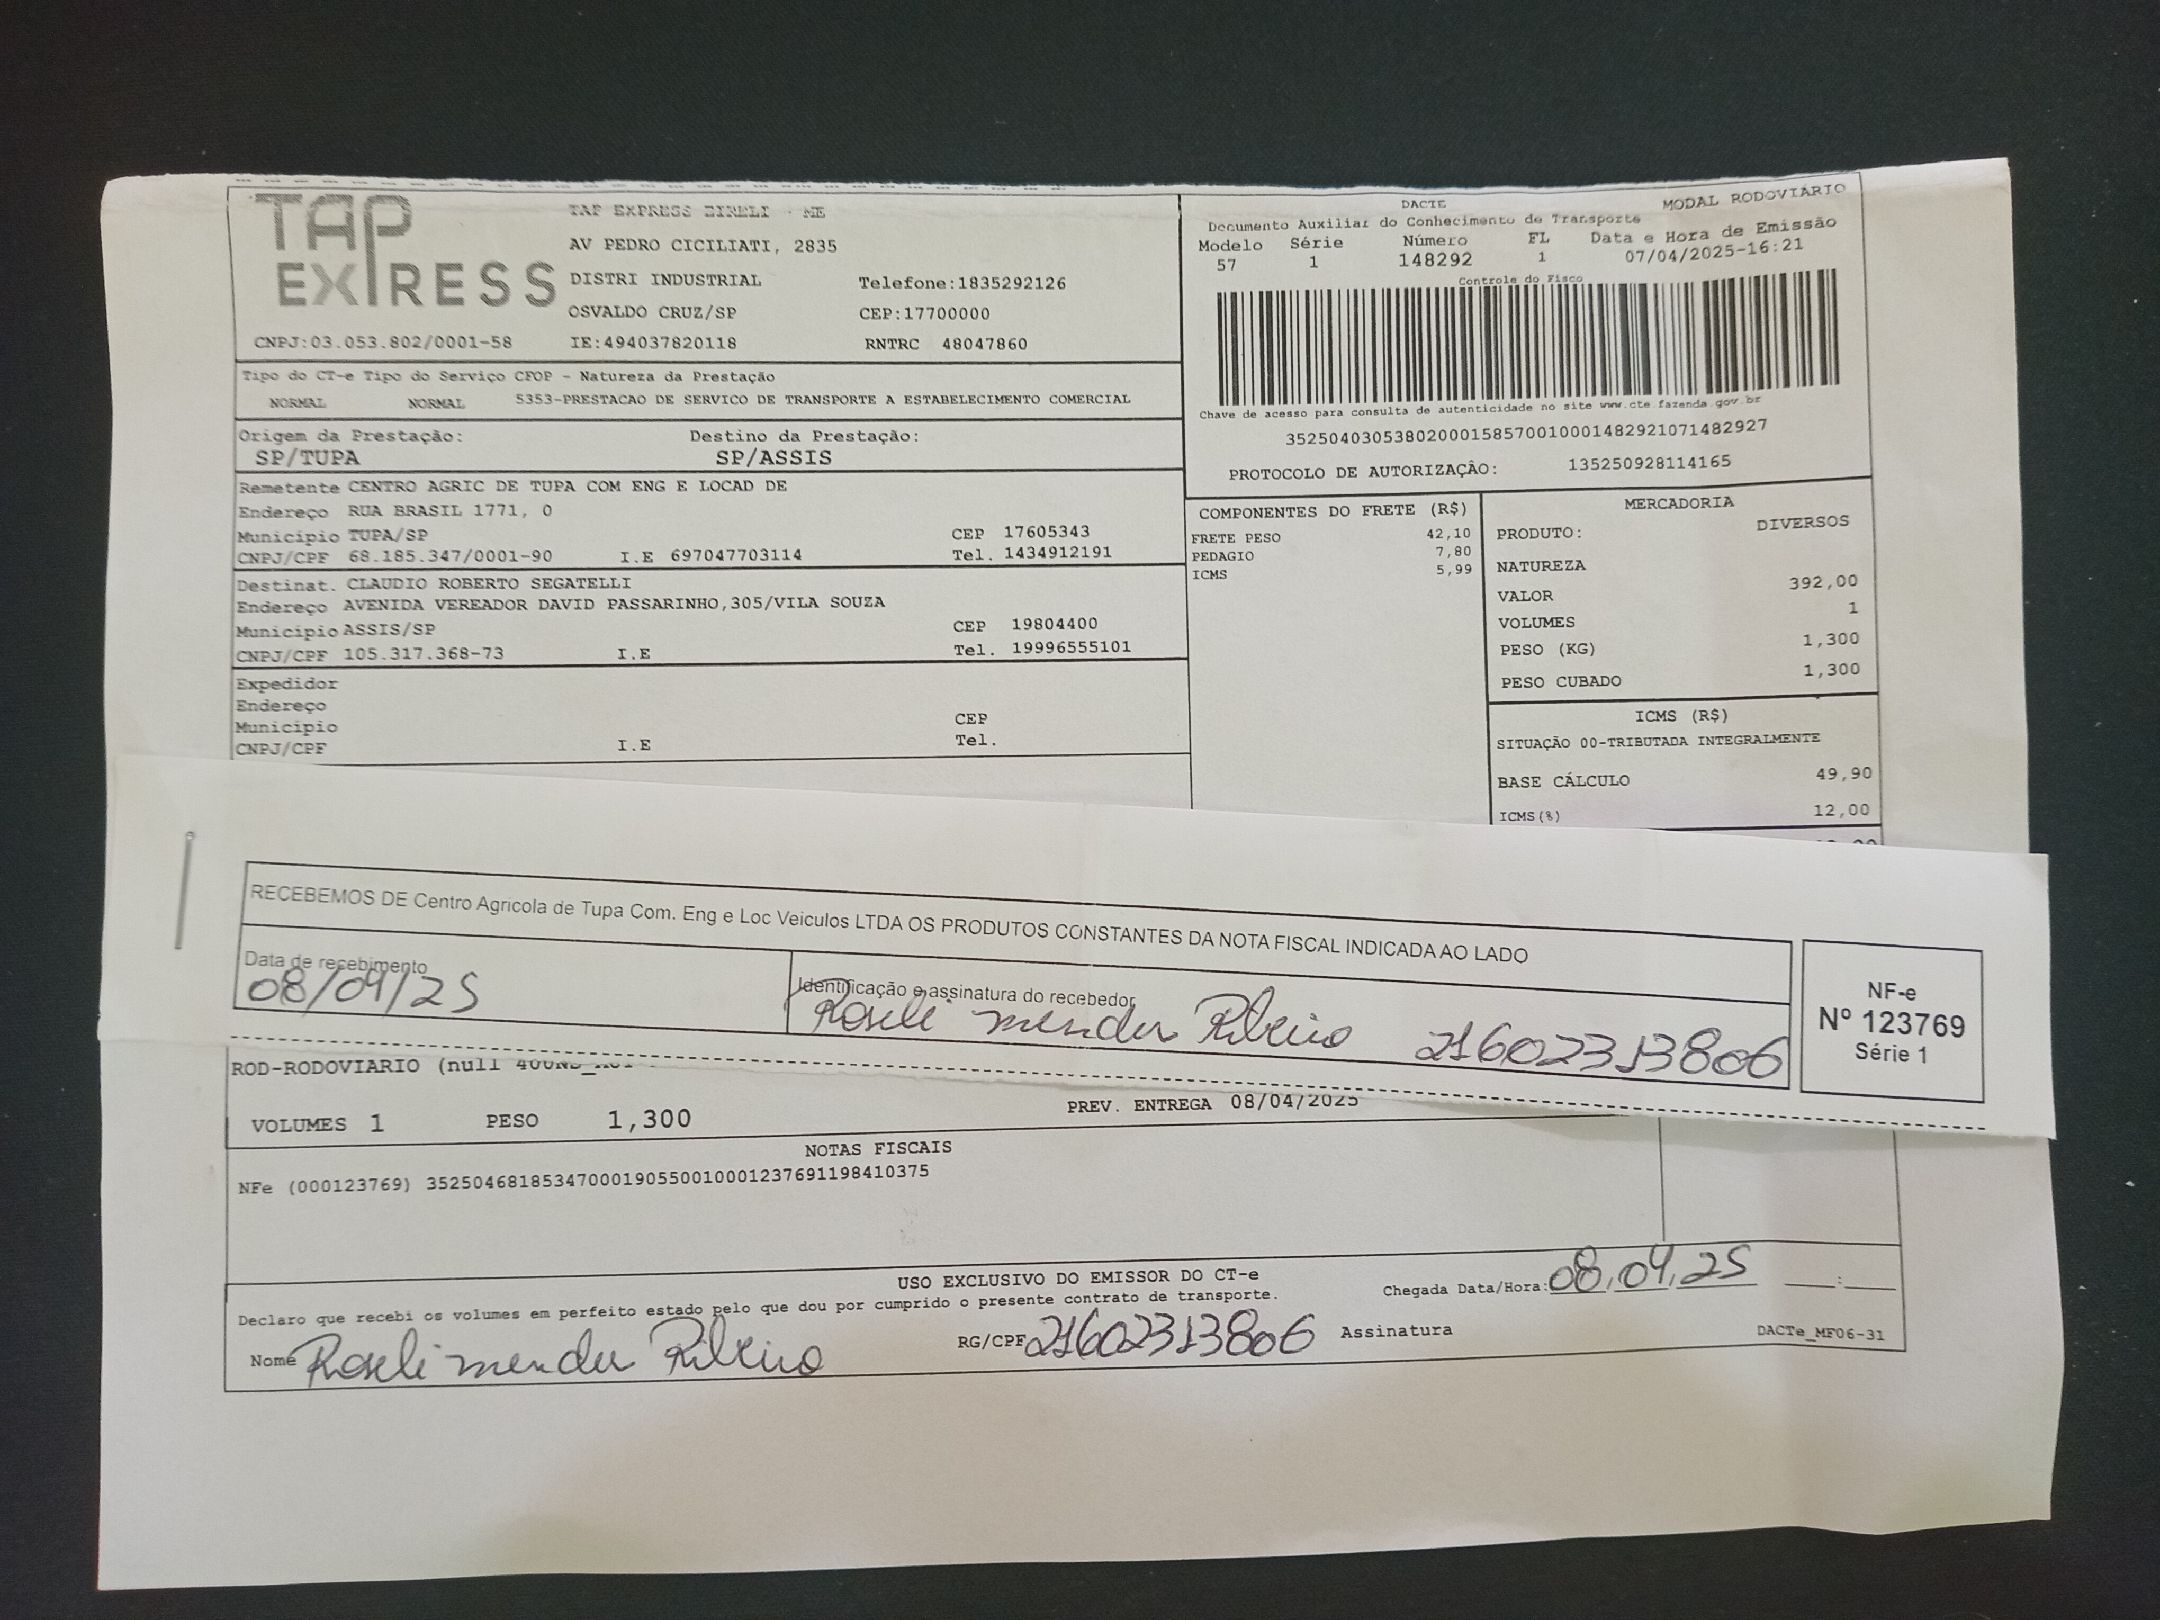 TAP
EXPRESS
TAP EXPRESS EIRELI - ME
AV PEDRO CICILIATI, 2835
DISTRI INDUSTRIAL Telefone:1835292126
OSVALDO CRUZ/SP CEP:17700000
CNPJ:03.053.802/0001-58 IE:494037820118 RNTRC 48047860
DACTE MODAL RODOVIÁRIO
Documento Auxiliar do Conhecimento de Transporte
Modelo Série Número FL Data e Hora de Emissão
57 1 148292 1 07/04/2025-16:21
Controle do Fisco
Chave de acesso para consulta de autenticidade no site www.cte.fazenda.gov.br
35250403053802000158570010001482921071482927
PROTOCOLO DE AUTORIZAÇÂO: 135250928114165
Tipo do CT-e Tipo do Serviço CFOP - Natureza da Prestação
NORMAL NORMAL 5353-PRESTACAO DE SERVICO DE TRANSPORTE A ESTABELECIMENTO COMERCIAL
Origem da Prestação: Destino da Prestação:
SP/TUPA SP/ASSIS
Remetente CENTRO AGRIC DE TUPA COM ENG E LOCAD DE
Endereço RUA BRASIL 1771, 0
Município TUPA/SP CEP 17605343
CNPJ/CPF 68.185.347/0001-90 I.E 697047703114 Tel. 1434912191
Destinat. CLAUDIO ROBERTO SEGATELLI
Endereço AVENIDA VEREADOR DAVID PASSARINHO,305/VILA SOUZA
Município ASSIS/SP CEP 19804400
CNPJ/CPF 105.317.368-73 I.E Tel. 19996555101
Expedidor
Endereço
Município CEP
CNPJ/CPF I.E Tel.
COMPONENTES DO FRETE (R$)
FRETE PESO 42,10
PEDAGIO 7,80
ICMS 5,99
MERCADORIA
PRODUTO: DIVERSOS
NATUREZA
VALOR 392,00
VOLUMES 1
PESO (KG) 1,300
PESO CUBADO 1,300
ICMS (R$)
SITUAÇÃO 00-TRIBUTADA INTEGRALMENTE
BASE CÁLCULO 49,90
ICMS(%) 12,00
RECEBEMOS DE Centro Agricola de Tupa Com. Eng e Loc Veiculos LTDA OS PRODUTOS CONSTANTES DA NOTA FISCAL INDICADA AO LADO
Data de recebimento Identificação e assinatura do recebedor
08/04/25 Roseli mendes Ribeiro 21602313806
NF-e
Nº 123769
Série 1
ROD-RODOVIARIO (null
VOLUMES 1 PESO 1,300 PREV. ENTREGA 08/04/2025
NOTAS FISCAIS
NFe (000123769) 35250468185347000190550010001237691198410375
USO EXCLUSIVO DO EMISSOR DO CT-e
Chegada Data/Hora: 08,04,25 __:__
Declaro que recebi os volumes em perfeito estado pelo que dou por cumprido o presente contrato de transporte.
Nome Roseli mendes Ribeiro RG/CPF 21602313806 Assinatura DACTe_MF06-31